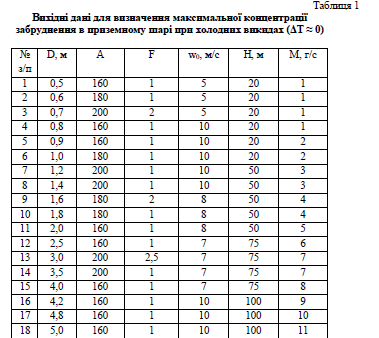 Таблиця 1
Вихідні дані для визначення максимальної концентрації
забруднення в приземному шарі при холодних викидах (ΔT ≈ 0)
№ з/п D, м A F w₀, м/с H, м M, г/с
1 0,5 160 1 5 20 1
2 0,6 180 1 5 20 1
3 0,7 200 2 5 20 1
4 0,8 160 1 10 20 1
5 0,9 160 1 10 20 2
6 1,0 180 1 10 20 2
7 1,2 200 1 10 50 3
8 1,4 200 1 10 50 3
9 1,6 180 2 8 50 4
10 1,8 180 1 8 50 4
11 2,0 160 1 8 50 5
12 2,5 160 1 7 75 6
13 3,0 200 2,5 7 75 7
14 3,5 200 1 7 75 7
15 4,0 160 1 7 75 8
16 4,2 160 1 10 100 9
17 4,8 160 1 10 100 10
18 5,0 160 1 10 100 11